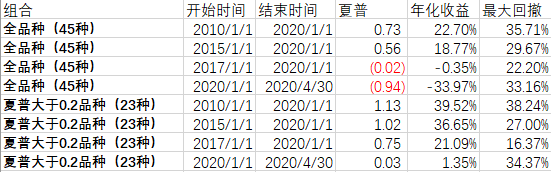 组合 开始时间 结束时间 夏普 年化收益 最大回撤
全品种（45种） 2010/1/1 2020/1/1 0.73 22.70% 35.71%
全品种（45种） 2015/1/1 2020/1/1 0.56 18.77% 29.67%
全品种（45种） 2017/1/1 2020/1/1 (0.02) -0.35% 22.20%
全品种（45种） 2020/1/1 2020/4/30 (0.94) -33.97% 33.16%
夏普大于0.2品种（23种） 2010/1/1 2020/1/1 1.13 39.52% 38.24%
夏普大于0.2品种（23种） 2015/1/1 2020/1/1 1.02 36.65% 27.00%
夏普大于0.2品种（23种） 2017/1/1 2020/1/1 0.75 21.09% 16.37%
夏普大于0.2品种（23种） 2020/1/1 2020/4/30 0.03 1.35% 34.37%